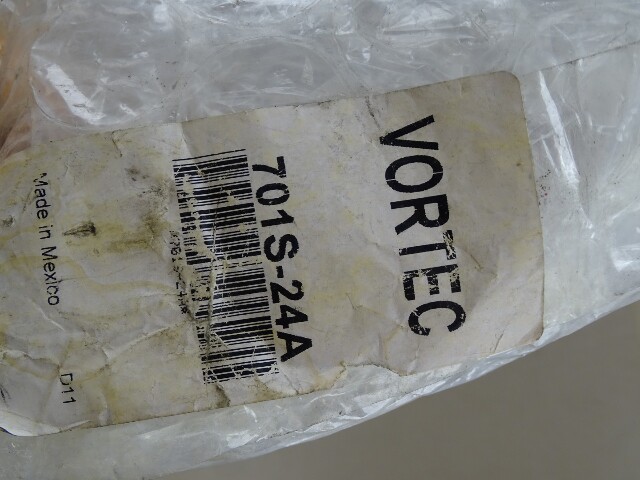 VORTEC
701S-24A
Made in Mexico
D11